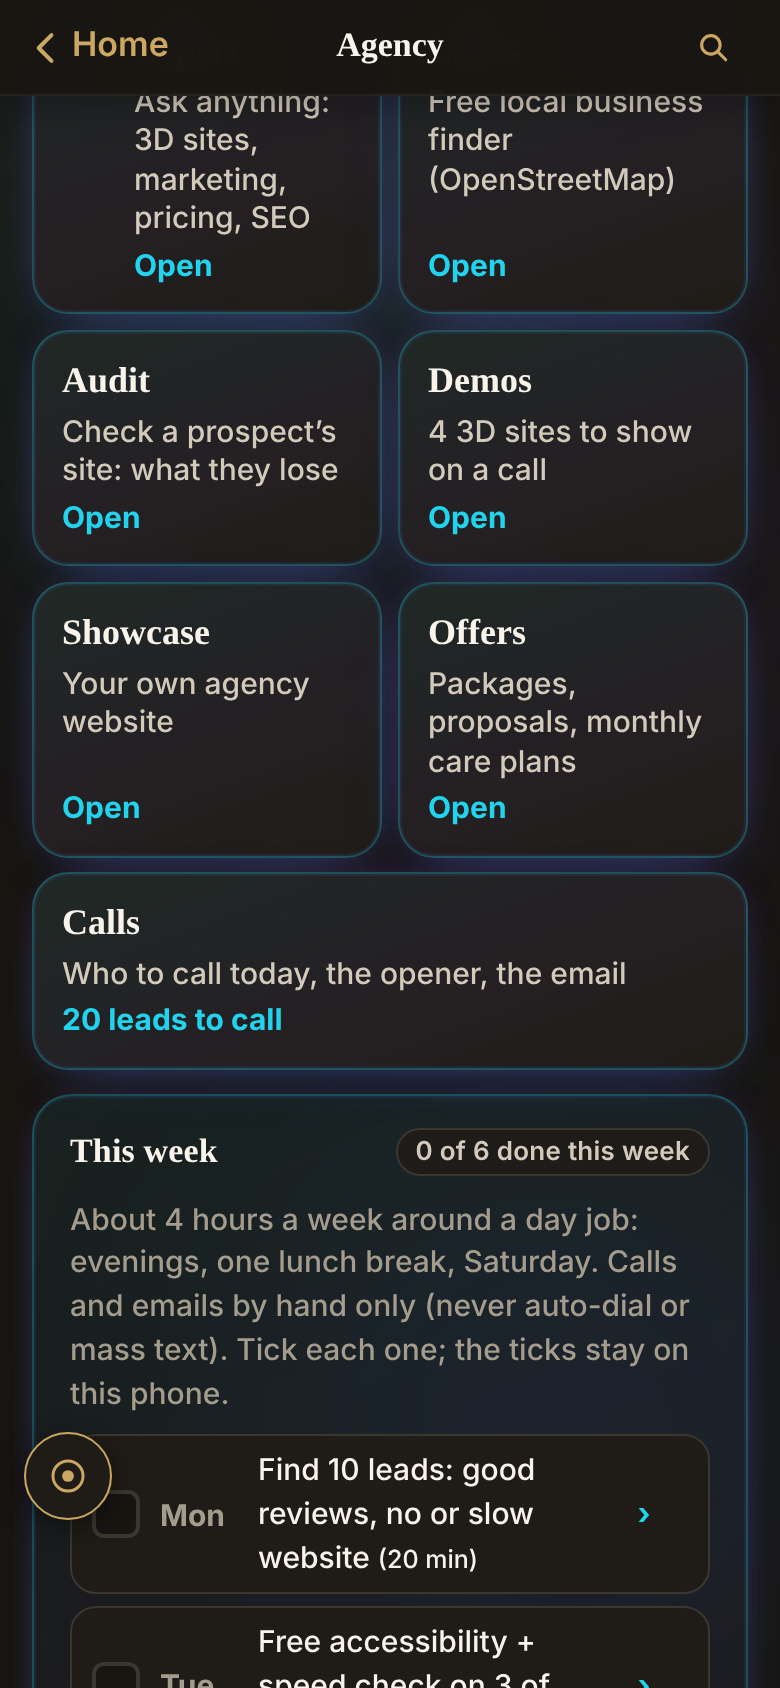 Home
Agency
Ask anything:
3D sites,
marketing,
pricing, SEO
Open
Free local business
finder
(OpenStreetMap)
Open
Audit
Check a prospect’s
site: what they lose
Open
Demos
4 3D sites to show
on a call
Open
Showcase
Your own agency
website
Open
Offers
Packages,
proposals, monthly
care plans
Open
Calls
Who to call today, the opener, the email
20 leads to call
This week
0 of 6 done this week
About 4 hours a week around a day job:
evenings, one lunch break, Saturday. Calls
and emails by hand only (never auto-dial or
mass text). Tick each one; the ticks stay on
this phone.
Mon
Find 10 leads: good
reviews, no or slow
website (20 min)
Tue
Free accessibility +
speed check on 3 of